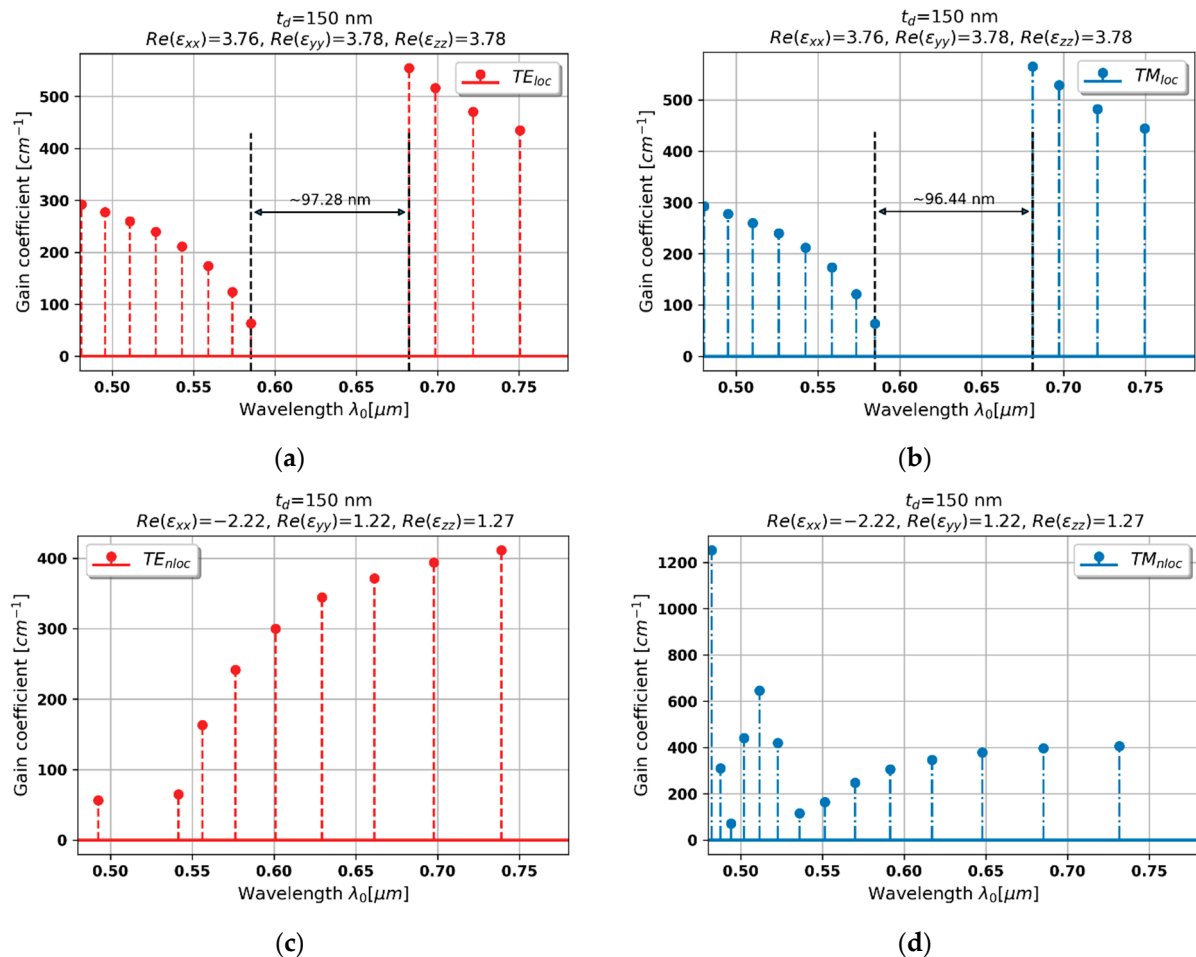 t_d=150 nm
Re(ε_xx)=3.76, Re(ε_yy)=3.78, Re(ε_zz)=3.78
TE_loc
~97.28 nm
Gain coefficient [cm⁻¹]
500
400
300
200
100
0
0.50 0.55 0.60 0.65 0.70 0.75
Wavelength λ₀[μm]
(a)
t_d=150 nm
Re(ε_xx)=3.76, Re(ε_yy)=3.78, Re(ε_zz)=3.78
TM_loc
~96.44 nm
Gain coefficient [cm⁻¹]
500
400
300
200
100
0
0.50 0.55 0.60 0.65 0.70 0.75
Wavelength λ₀[μm]
(b)
t_d=150 nm
Re(ε_xx)=−2.22, Re(ε_yy)=1.22, Re(ε_zz)=1.27
TE_nloc
Gain coefficient [cm⁻¹]
400
300
200
100
0
0.50 0.55 0.60 0.65 0.70 0.75
Wavelength λ₀[μm]
(c)
t_d=150 nm
Re(ε_xx)=−2.22, Re(ε_yy)=1.22, Re(ε_zz)=1.27
TM_nloc
Gain coefficient [cm⁻¹]
1200
1000
800
600
400
200
0
0.50 0.55 0.60 0.65 0.70 0.75
Wavelength λ₀[μm]
(d)